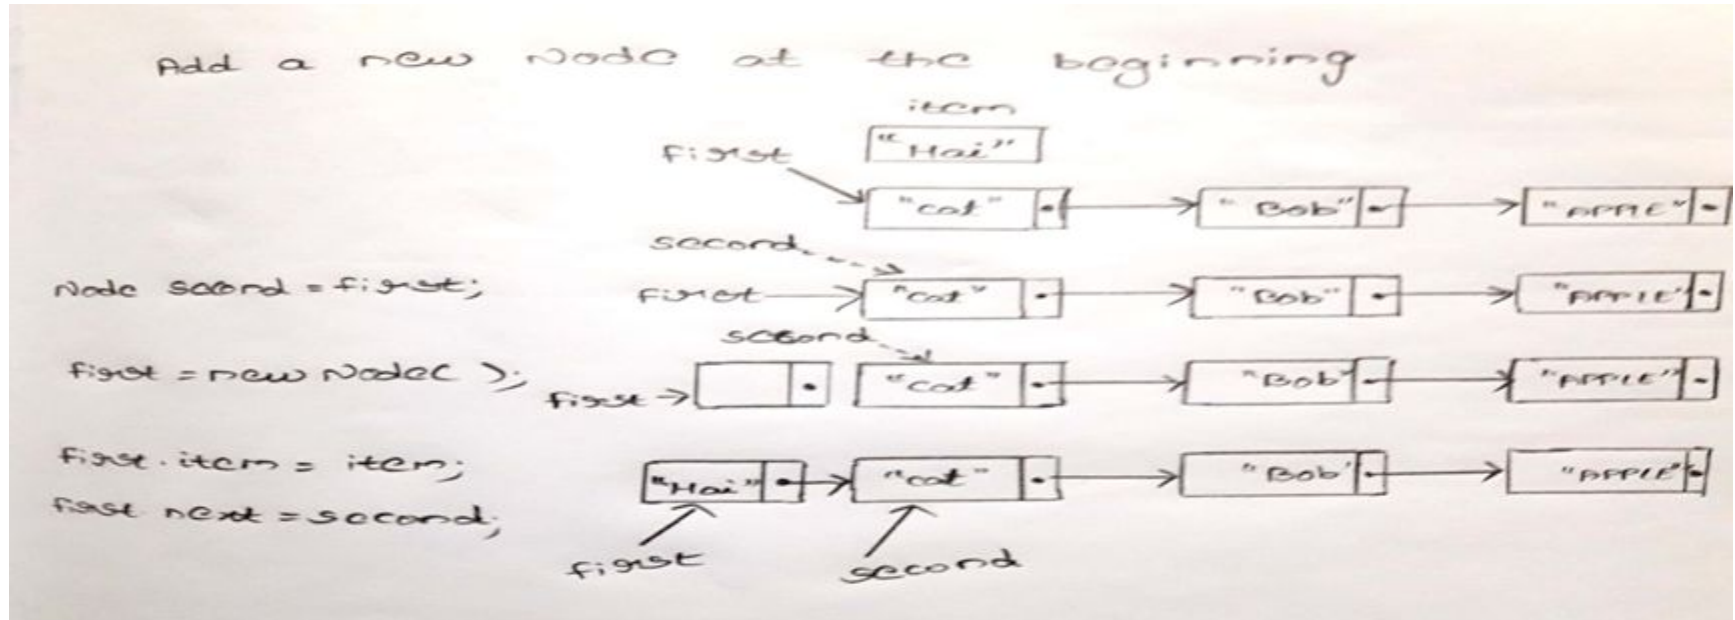 Add a new Node at the beginning
item
first "Hai"
"cat" "Bob" "APPLE"
second
Node second = first; first "cat" "Bob" "APPLE"
second
first = new Node( ); first "cat" "Bob" "APPLE"
first.item = item; "Hai" "cat" "Bob" "APPLE"
first next = second;
first second